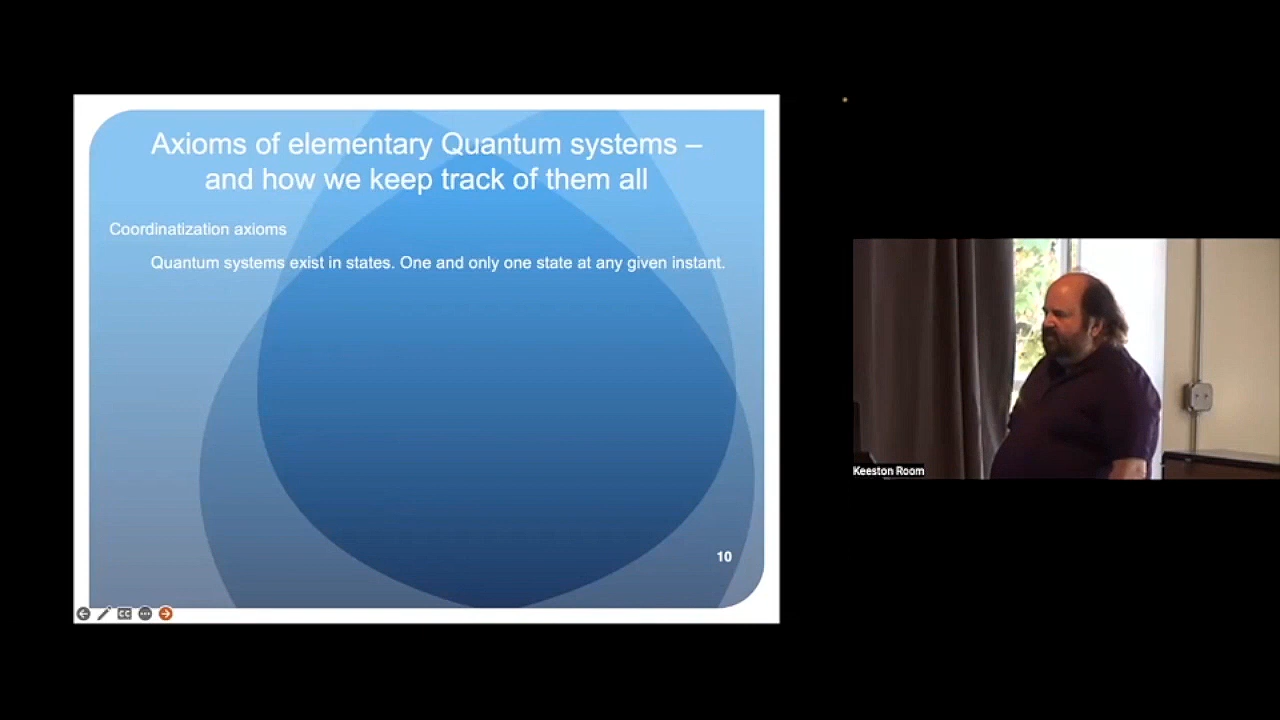 Axioms of elementary Quantum systems –
and how we keep track of them all
Coordinatization axioms
Quantum systems exist in states. One and only one state at any given instant.
10
CC
Keeston Room